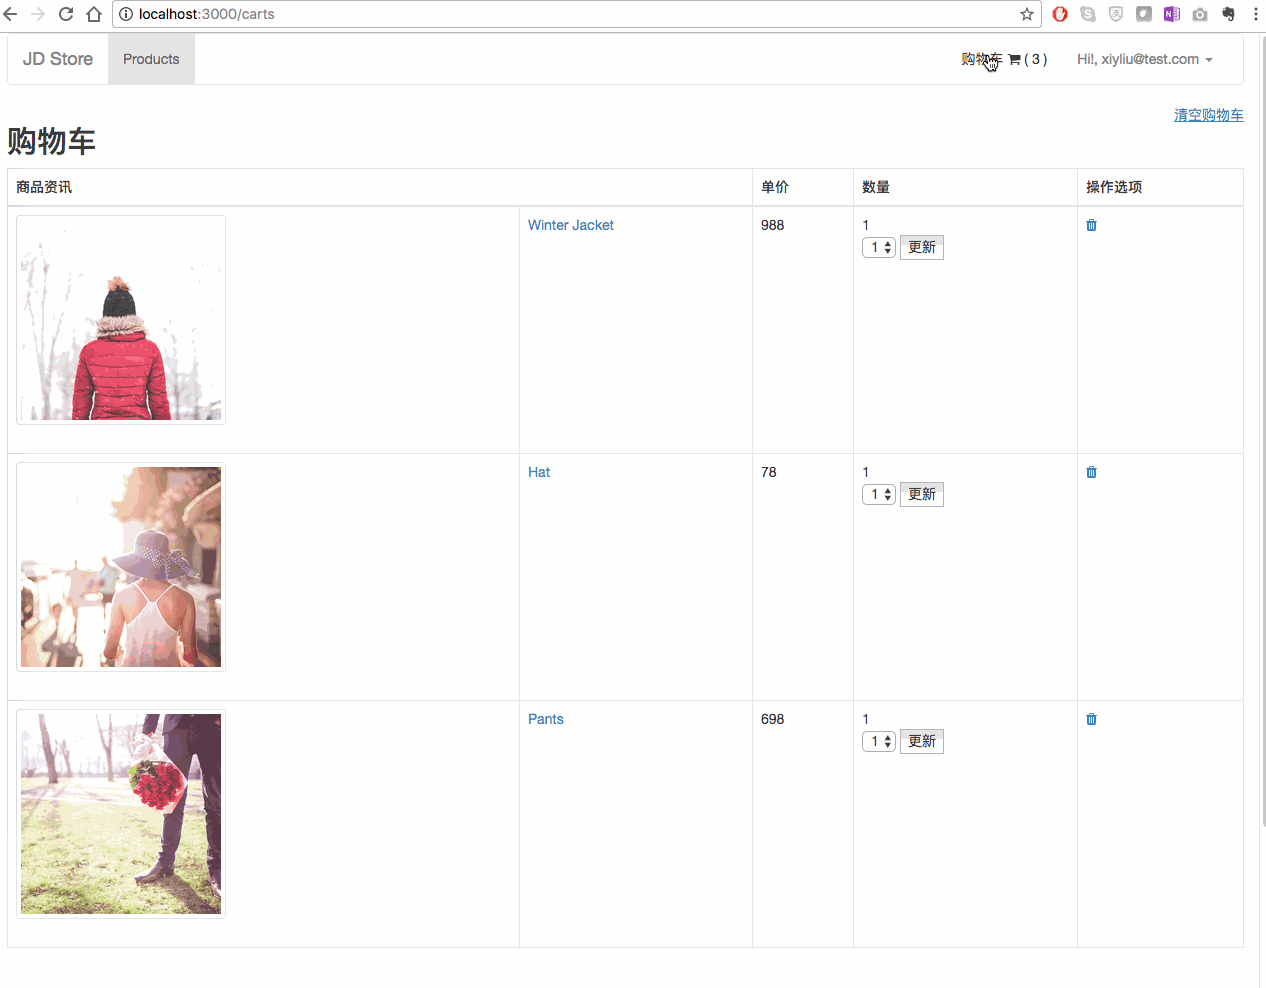 localhost:3000/carts
JD Store Products 购物车 ( 3 ) Hi!, xiyliu@test.com
清空购物车
购物车
商品资讯 单价 数量 操作选项
Winter Jacket 988 1
1 更新
Hat 78 1
1 更新
Pants 698 1
1 更新